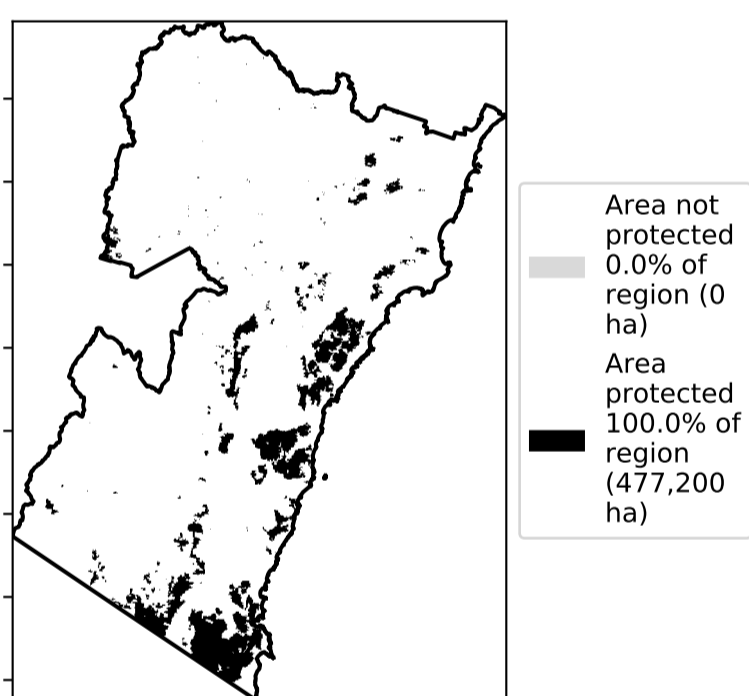 Area not
protected
0.0% of
region (0
ha)
Area
protected
100.0% of
region
(477,200
ha)